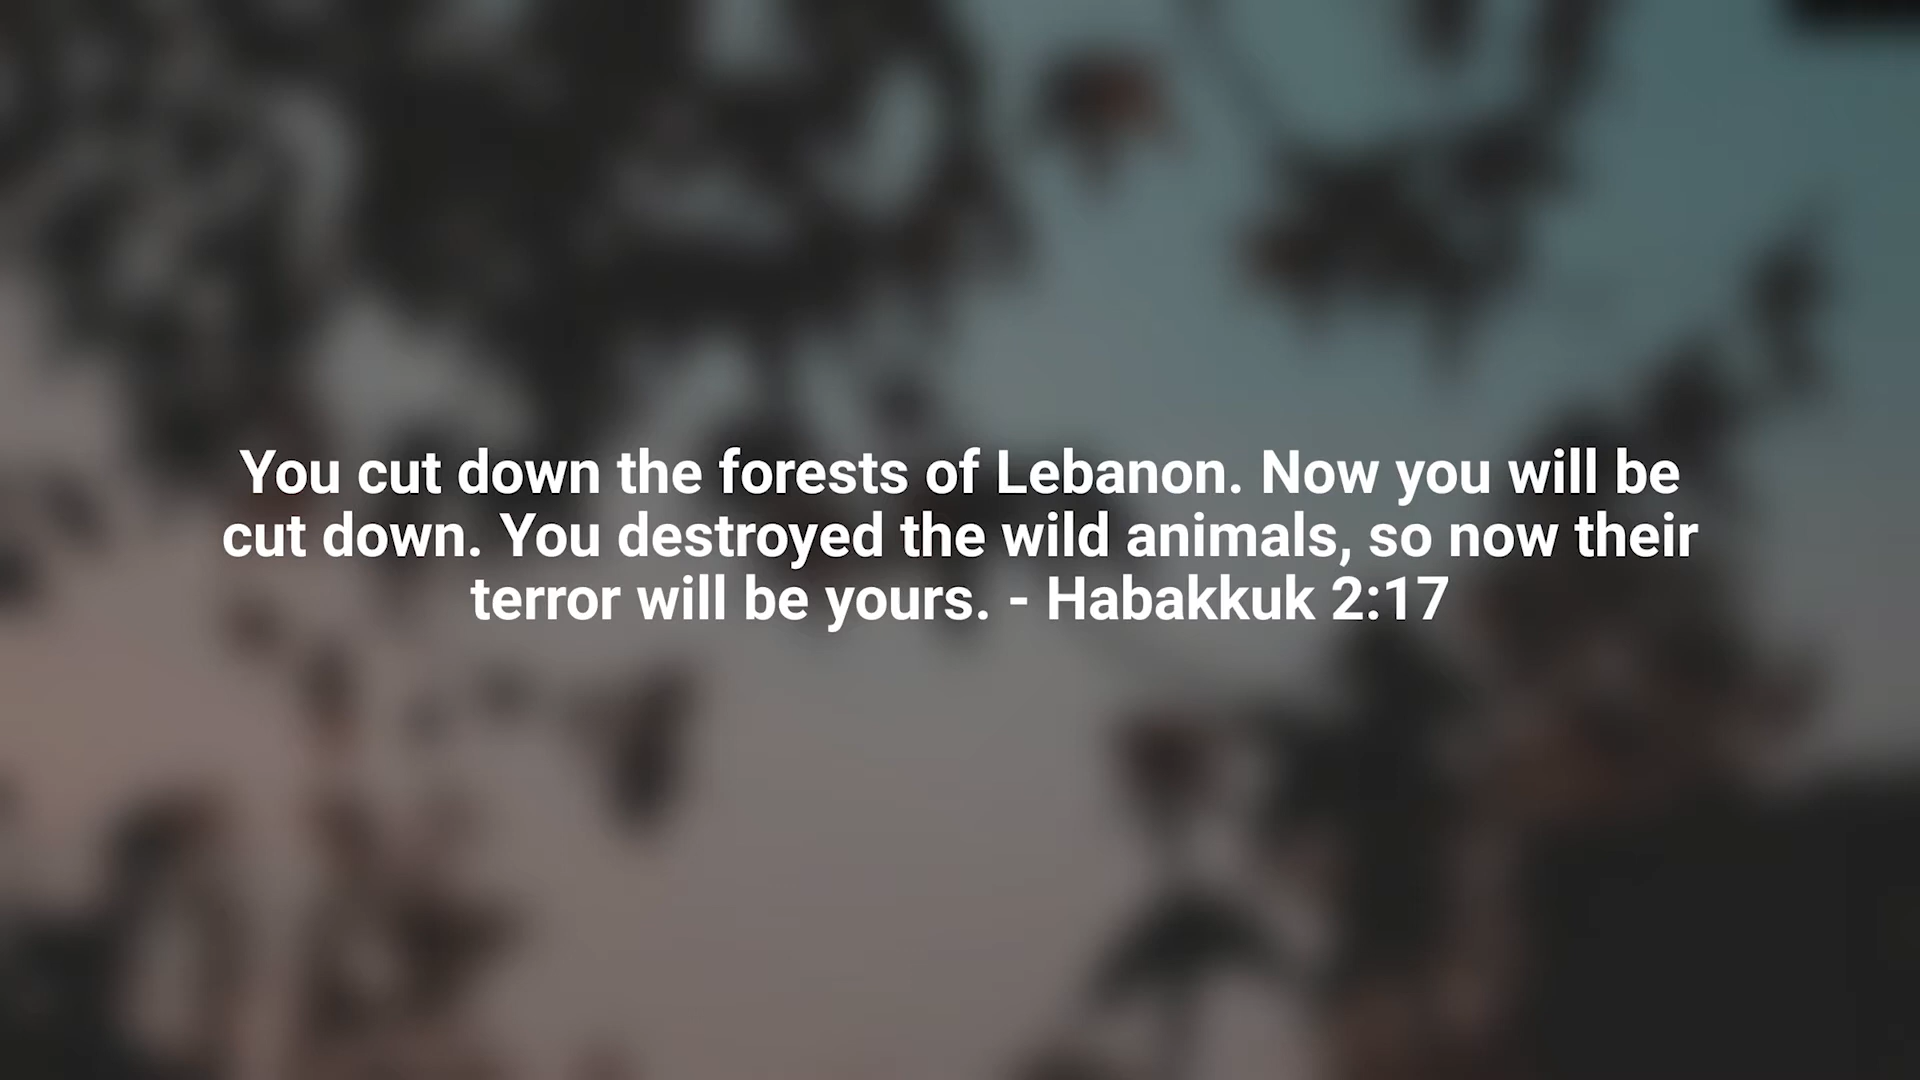 You cut down the forests of Lebanon. Now you will be
cut down. You destroyed the wild animals, so now their
terror will be yours. - Habakkuk 2:17